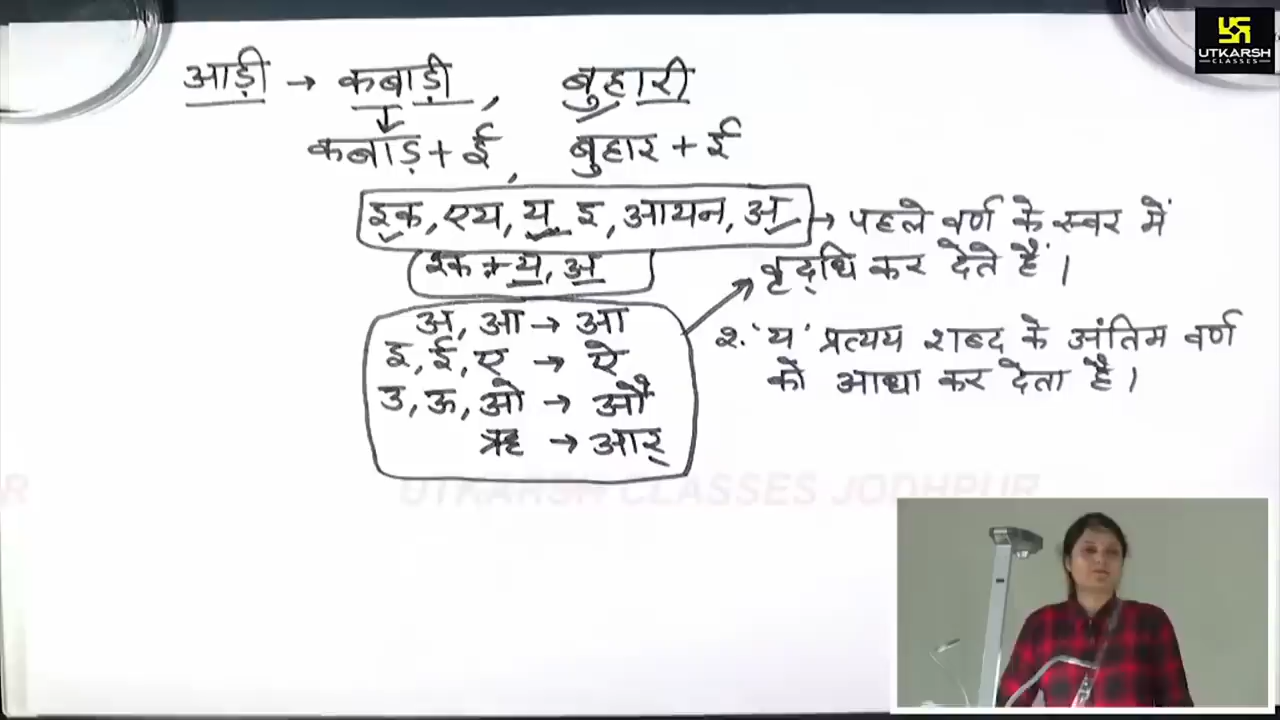 आड़ी → कबाड़ी, बुहारी
कबाड़ + ई, बुहार + ई
इक, एय, य, इ, आयन, अ → पहले वर्ण के स्वर में
वृद्धि कर देते हैं।
इक + य, अ
अ, आ → आ
इ, ई, ए → ऐ
उ, ऊ, ओ → औ
ऋ → आर्
२. 'य' प्रत्यय शब्द के अंतिम वर्ण
को आधा कर देता है।
UTKARSH CLASSES JODHPUR
UTKARSH
CLASSES